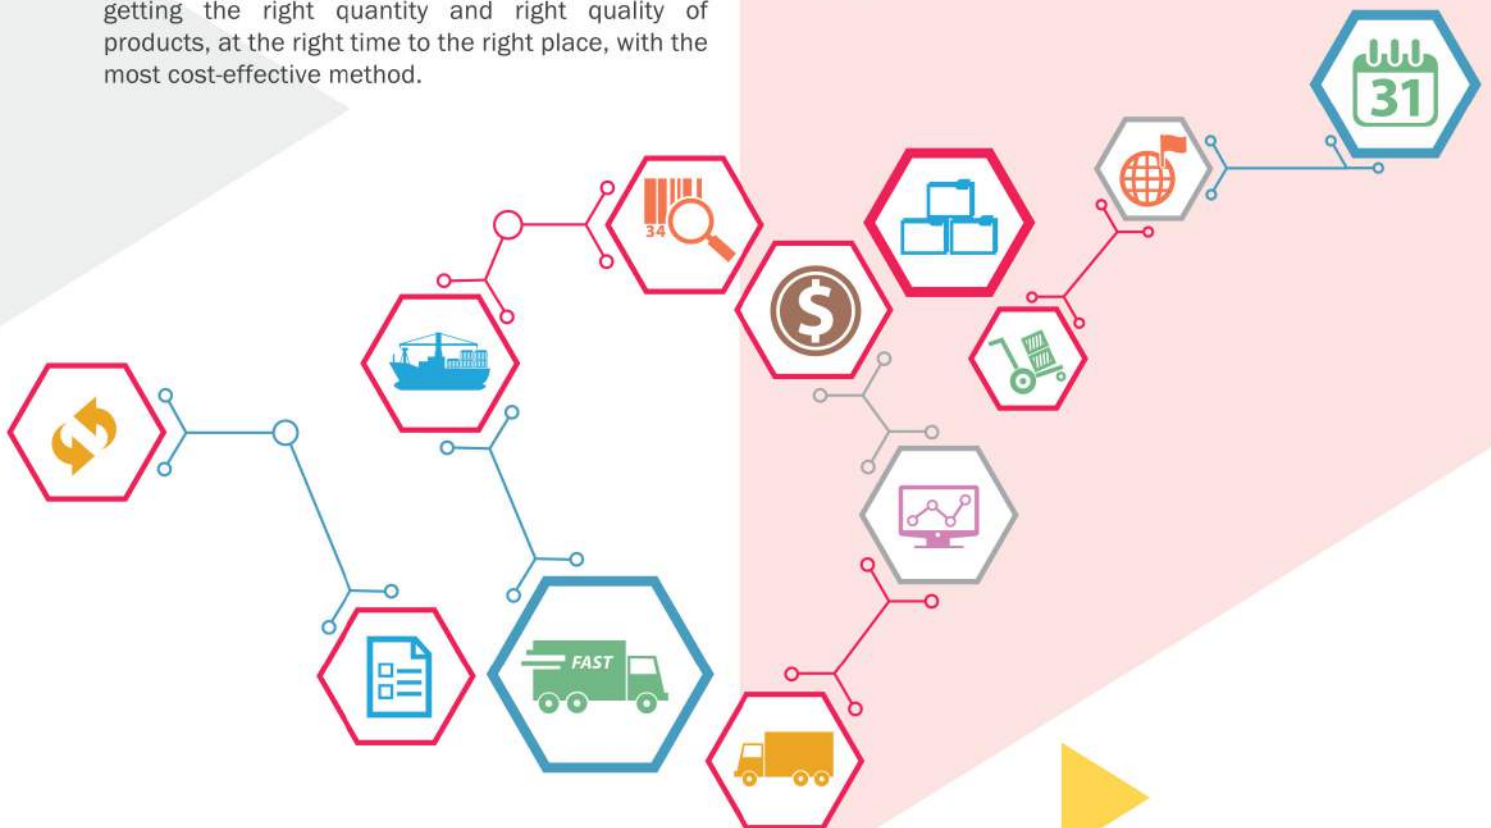 getting the right quantity and right quality of
products, at the right time to the right place, with the
most cost-effective method.
31
34
FAST